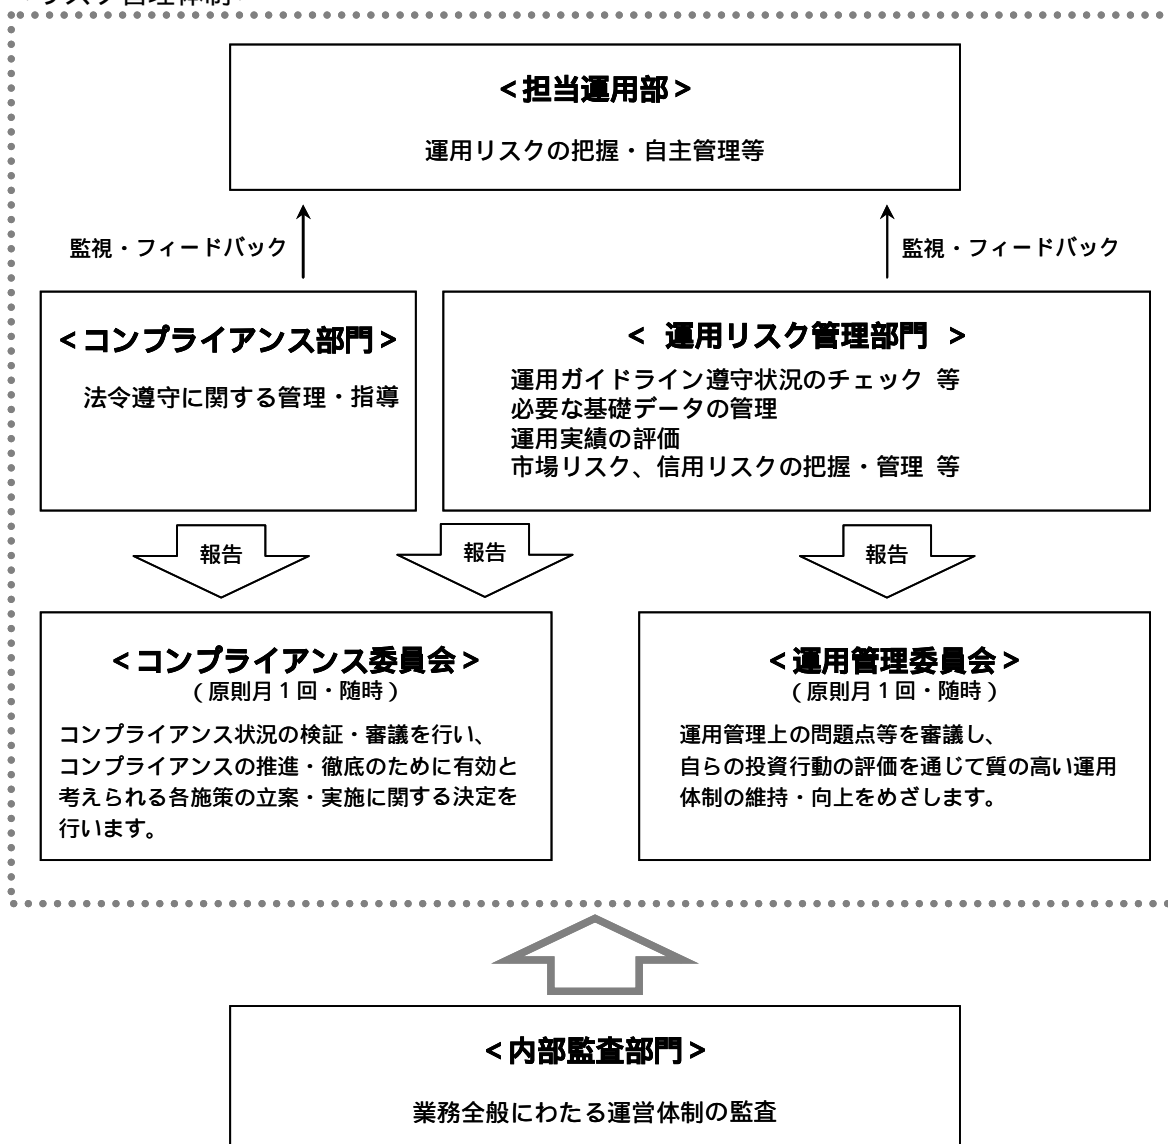 ＜担当運用部＞
運用リスクの把握・自主管理等
監視・フィードバック
監視・フィードバック
＜コンプライアンス部門＞
法令遵守に関する管理・指導
＜ 運用リスク管理部門 ＞
運用ガイドライン遵守状況のチェック 等
必要な基礎データの管理
運用実績の評価
市場リスク、信用リスクの把握・管理 等
報告
報告
報告
＜コンプライアンス委員会＞
（原則月１回・随時）
コンプライアンス状況の検証・審議を行い、
コンプライアンスの推進・徹底のために有効と
考えられる各施策の立案・実施に関する決定を
行います。
＜運用管理委員会＞
（原則月１回・随時）
運用管理上の問題点等を審議し、
自らの投資行動の評価を通じて質の高い運用
体制の維持・向上をめざします。
＜内部監査部門＞
業務全般にわたる運営体制の監査